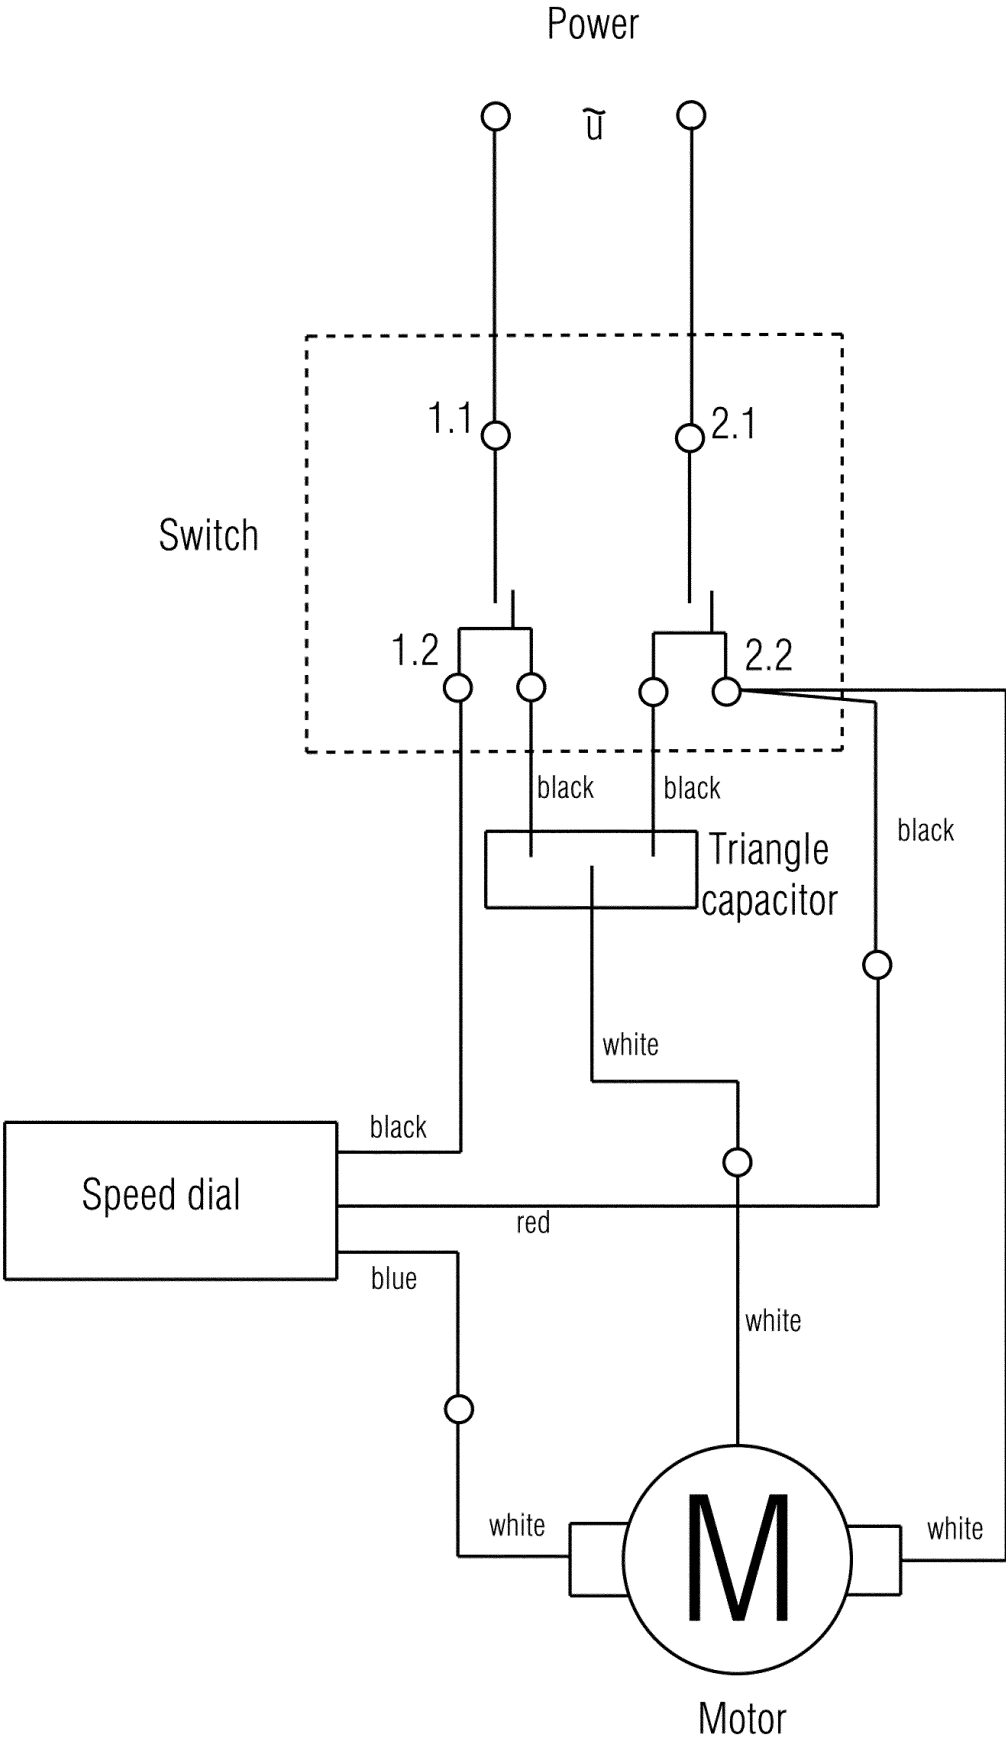 Power
ũ
1.1
2.1
Switch
1.2
2.2
black
black
black
Triangle
capacitor
white
black
Speed dial
red
blue
white
white
white
M
Motor